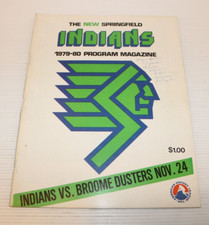 THE NEW SPRINGFIELD
INDIANS
1979-80 PROGRAM MAGAZINE
$1.00
INDIANS VS. BROOME DUSTERS NOV. 24